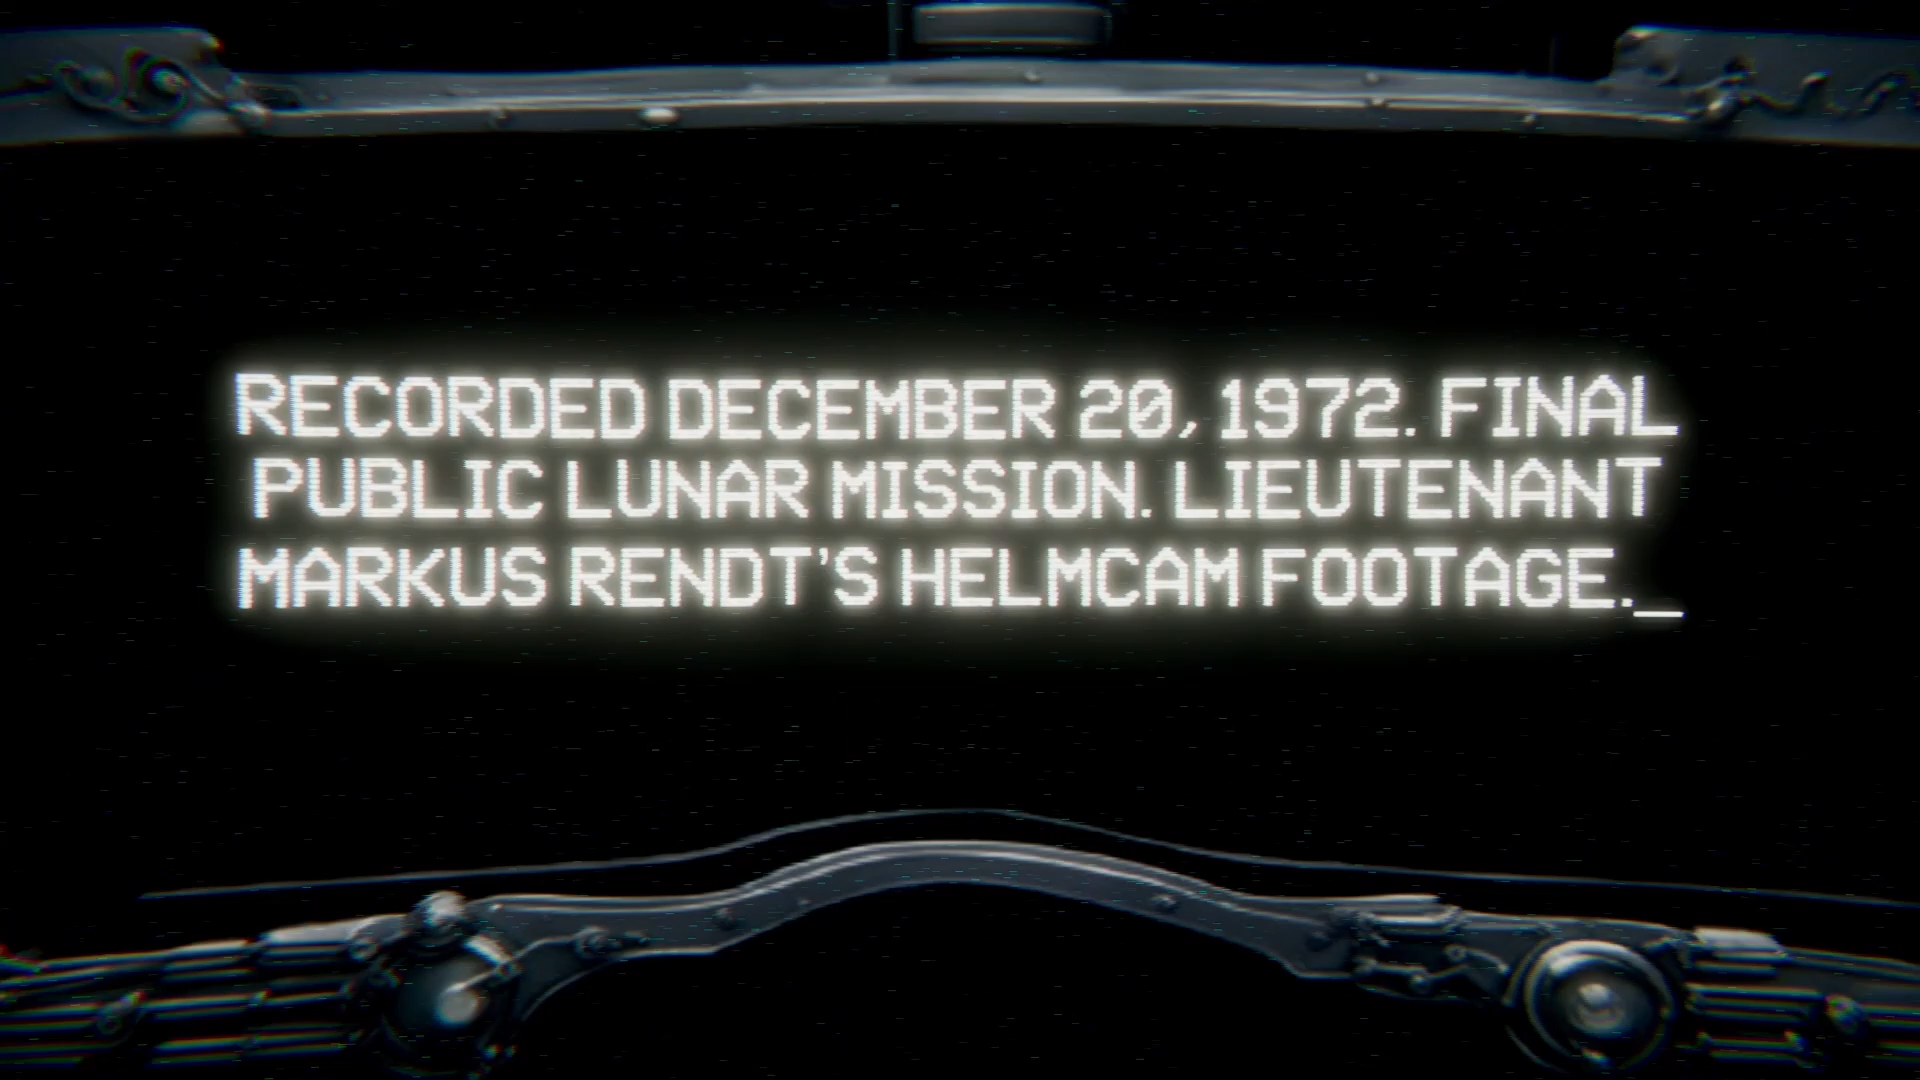 RECORDED DECEMBER 20, 1972. FINAL
PUBLIC LUNAR MISSION. LIEUTENANT
MARKUS RENDT'S HELMCAM FOOTAGE._